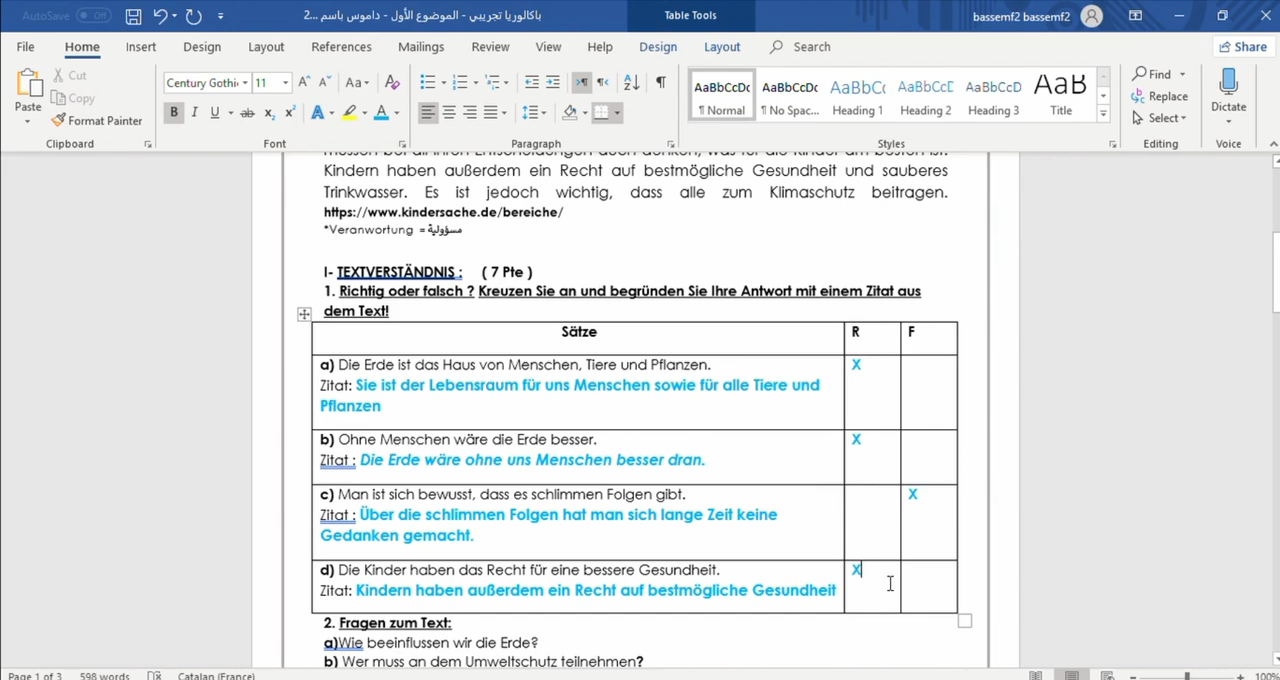 AutoSave Off باكالوريا تجريبي - الموضوع الأول - داموس باسم ...2 Table Tools bassemf2 bassemf2
File Home Insert Design Layout References Mailings Review View Help Design Layout Search Share
Paste Cut Copy Format Painter
Century Gothi 11 Aa
B I U ab x₂ x² A A
AaBbCcDc AaBbCcDc AaBbC AaBbCcD AaBbCcD AaB
¶ Normal ¶ No Spac... Heading 1 Heading 2 Heading 3 Title
Find Replace Select Dictate
Clipboard Font Paragraph Styles Editing Voice
Kindern haben außerdem ein Recht auf bestmögliche Gesundheit und sauberes
Trinkwasser. Es ist jedoch wichtig, dass alle zum Klimaschutz beitragen.
https://www.kindersache.de/bereiche/
*Veranwortung = مسؤولية
I- TEXTVERSTÄNDNIS : ( 7 Pte )
1. Richtig oder falsch ? Kreuzen Sie an und begründen Sie Ihre Antwort mit einem Zitat aus
dem Text!
Sätze R F
a) Die Erde ist das Haus von Menschen, Tiere und Pflanzen. X
Zitat: Sie ist der Lebensraum für uns Menschen sowie für alle Tiere und
Pflanzen
b) Ohne Menschen wäre die Erde besser. X
Zitat : Die Erde wäre ohne uns Menschen besser dran.
c) Man ist sich bewusst, dass es schlimmen Folgen gibt. X
Zitat : Über die schlimmen Folgen hat man sich lange Zeit keine
Gedanken gemacht.
d) Die Kinder haben das Recht für eine bessere Gesundheit. X
Zitat: Kindern haben außerdem ein Recht auf bestmögliche Gesundheit
2. Fragen zum Text:
a)Wie beeinflussen wir die Erde?
b) Wer muss an dem Umweltschutz teilnehmen?
Page 1 of 3 598 words Catalan (France) 100%